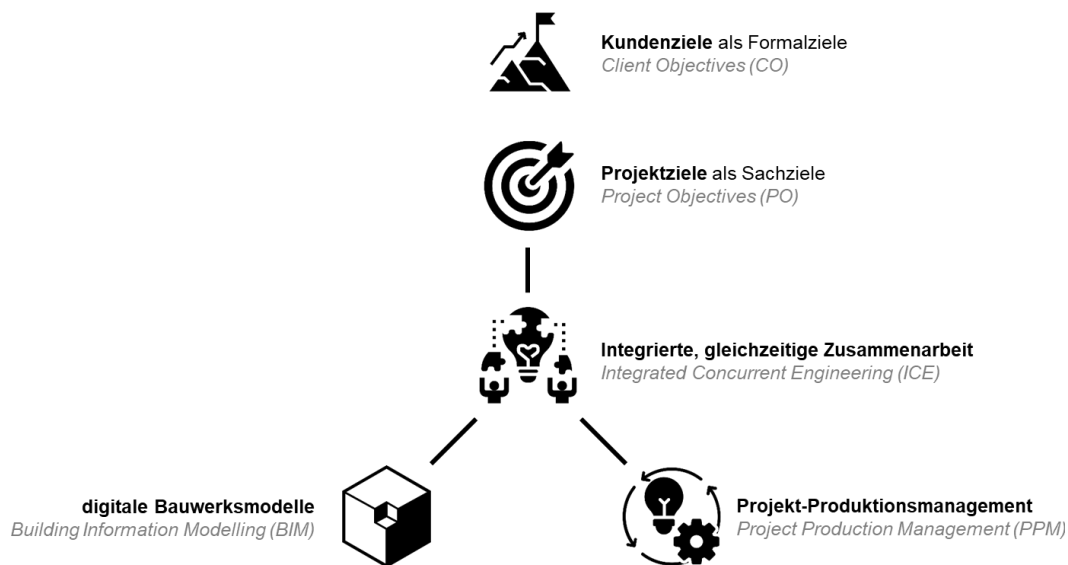 Kundenziele als Formalziele
Client Objectives (CO)
Projektziele als Sachziele
Project Objectives (PO)
Integrierte, gleichzeitige Zusammenarbeit
Integrated Concurrent Engineering (ICE)
digitale Bauwerksmodelle
Building Information Modelling (BIM)
Projekt-Produktionsmanagement
Project Production Management (PPM)